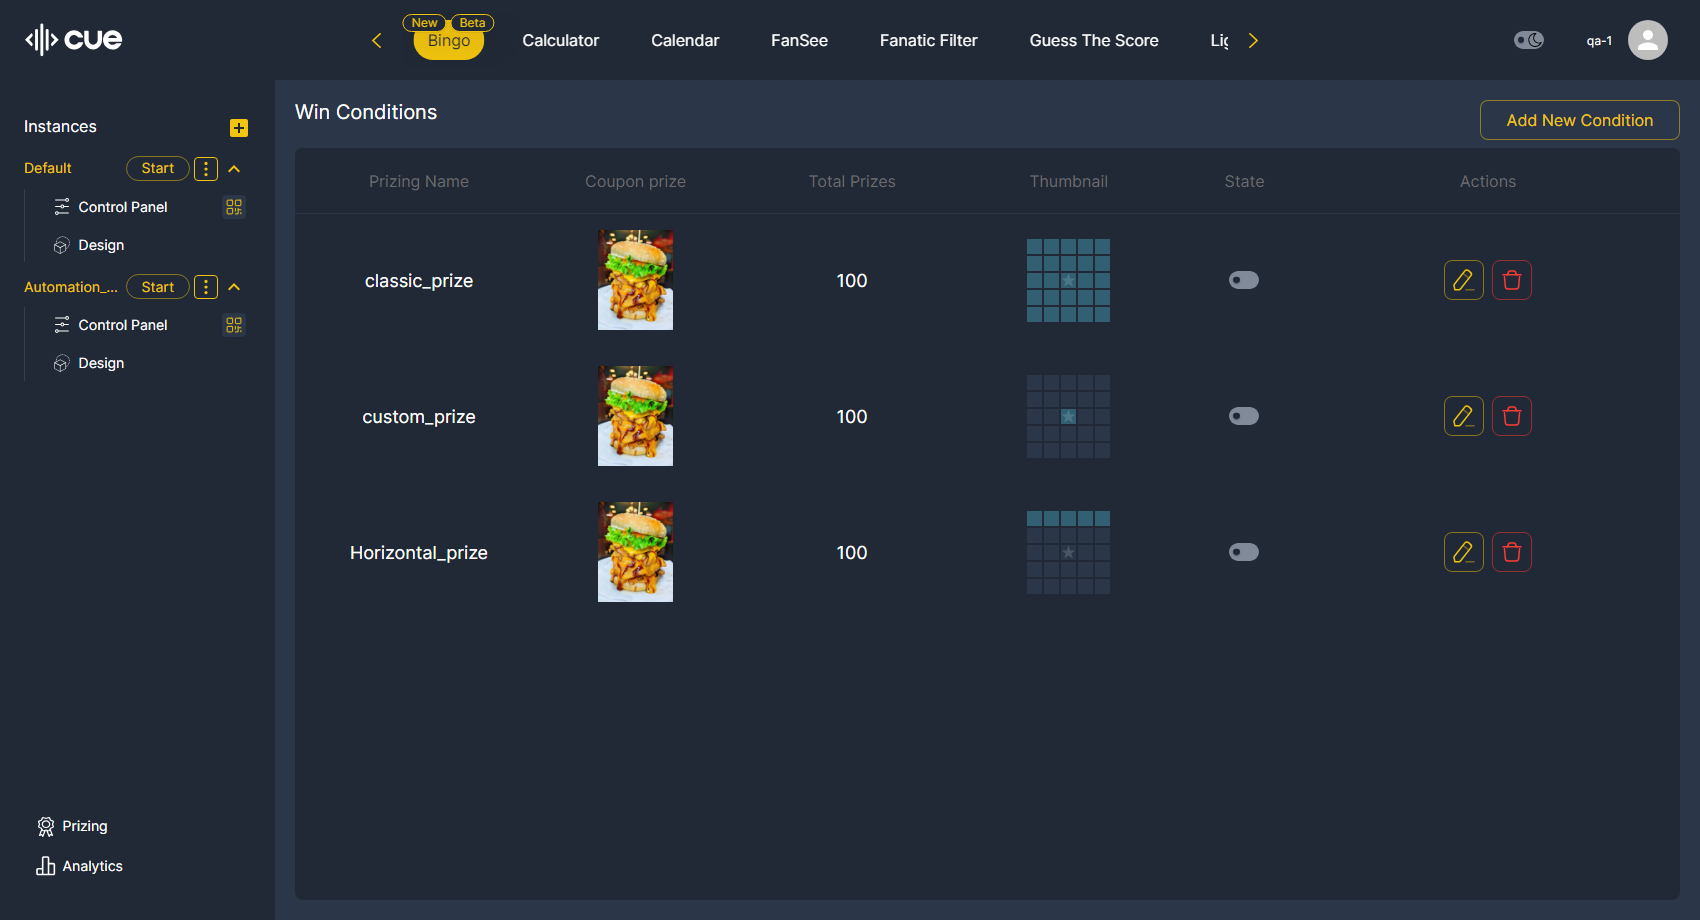 cue
New Beta
Bingo Calculator Calendar FanSee Fanatic Filter Guess The Score
qa-1
Instances
Default Start
Control Panel
Design
Automation_... Start
Control Panel
Design
Prizing
Analytics
Win Conditions
Add New Condition
Prizing Name Coupon prize Total Prizes Thumbnail State Actions
classic_prize 100
custom_prize 100
Horizontal_prize 100